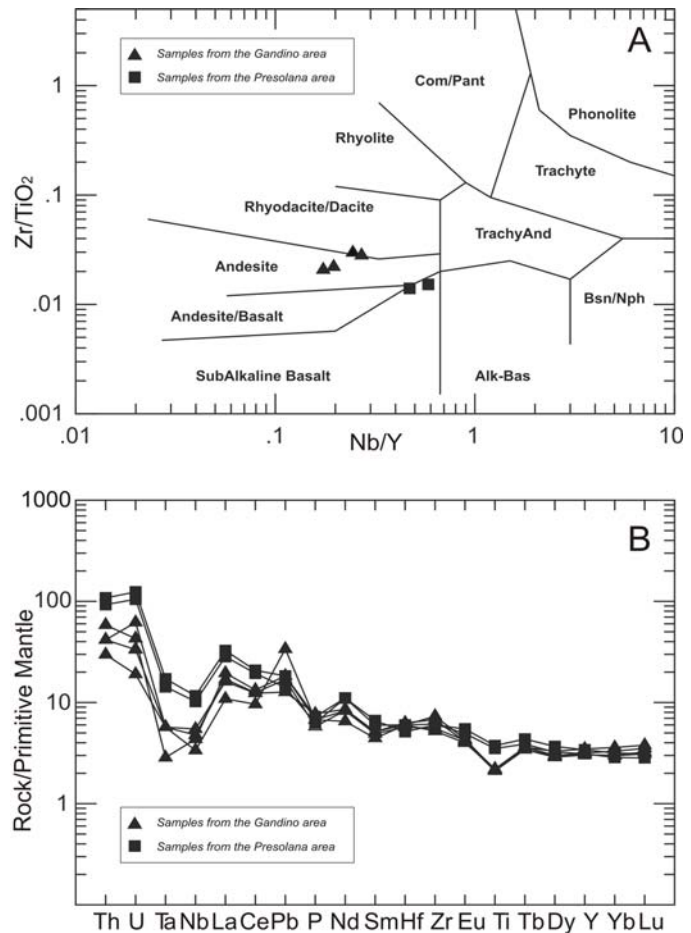 A
▲ Samples from the Gandino area
■ Samples from the Presolana area
Com/Pant
Phonolite
Rhyolite
Trachyte
Rhyodacite/Dacite
TrachyAnd
Andesite
Bsn/Nph
Andesite/Basalt
SubAlkaline Basalt
Alk-Bas
Zr/TiO2
1
.1
.01
.001
.01
.1
1
10
Nb/Y
B
Rock/Primitive Mantle
1000
100
10
1
▲ Samples from the Gandino area
■ Samples from the Presolana area
Th U Ta Nb La Ce Pb P Nd Sm Hf Zr Eu Ti Tb Dy Y Yb Lu